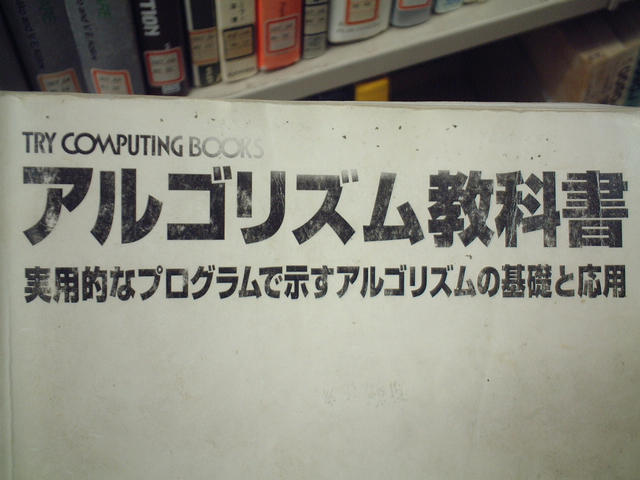 TRY COMPUTING BOOKS
アルゴリズム教科書
実用的なプログラムで示すアルゴリズムの基礎と応用